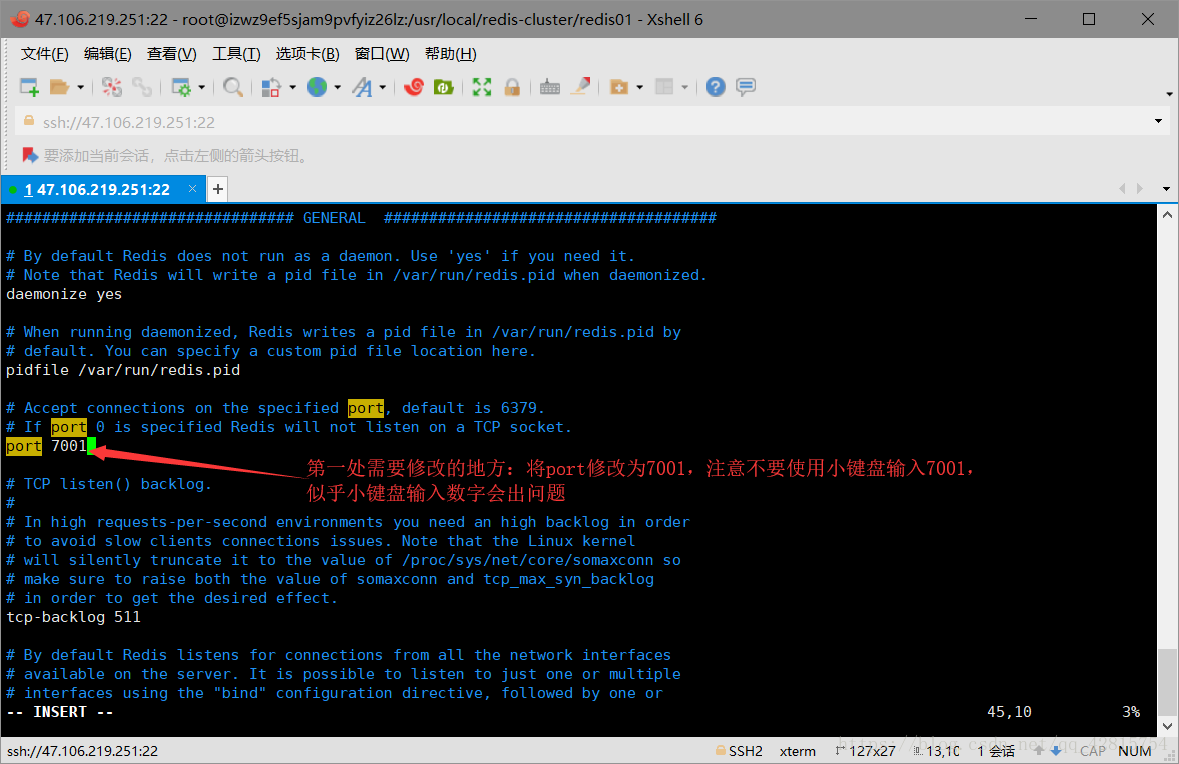 47.106.219.251:22 - root@izwz9ef5sjam9pvfyiz26lz:/usr/local/redis-cluster/redis01 - Xshell 6
文件(F) 编辑(E) 查看(V) 工具(T) 选项卡(B) 窗口(W) 帮助(H)
ssh://47.106.219.251:22
要添加当前会话，点击左侧的箭头按钮。
1 47.106.219.251:22 × +
################################ GENERAL #####################################
# By default Redis does not run as a daemon. Use 'yes' if you need it.
# Note that Redis will write a pid file in /var/run/redis.pid when daemonized.
daemonize yes
# When running daemonized, Redis writes a pid file in /var/run/redis.pid by
# default. You can specify a custom pid file location here.
pidfile /var/run/redis.pid
# Accept connections on the specified port, default is 6379.
# If port 0 is specified Redis will not listen on a TCP socket.
port 7001
第一处需要修改的地方：将port修改为7001，注意不要使用小键盘输入7001，
似乎小键盘输入数字会出问题
# TCP listen() backlog.
#
# In high requests-per-second environments you need an high backlog in order
# to avoid slow clients connections issues. Note that the Linux kernel
# will silently truncate it to the value of /proc/sys/net/core/somaxconn so
# make sure to raise both the value of somaxconn and tcp_max_syn_backlog
# in order to get the desired effect.
tcp-backlog 511
# By default Redis listens for connections from all the network interfaces
# available on the server. It is possible to listen to just one or multiple
# interfaces using the "bind" configuration directive, followed by one or
-- INSERT -- 45,10 3%
ssh://47.106.219.251:22 SSH2 xterm 127x27 13,10 1 会话 CAP NUM